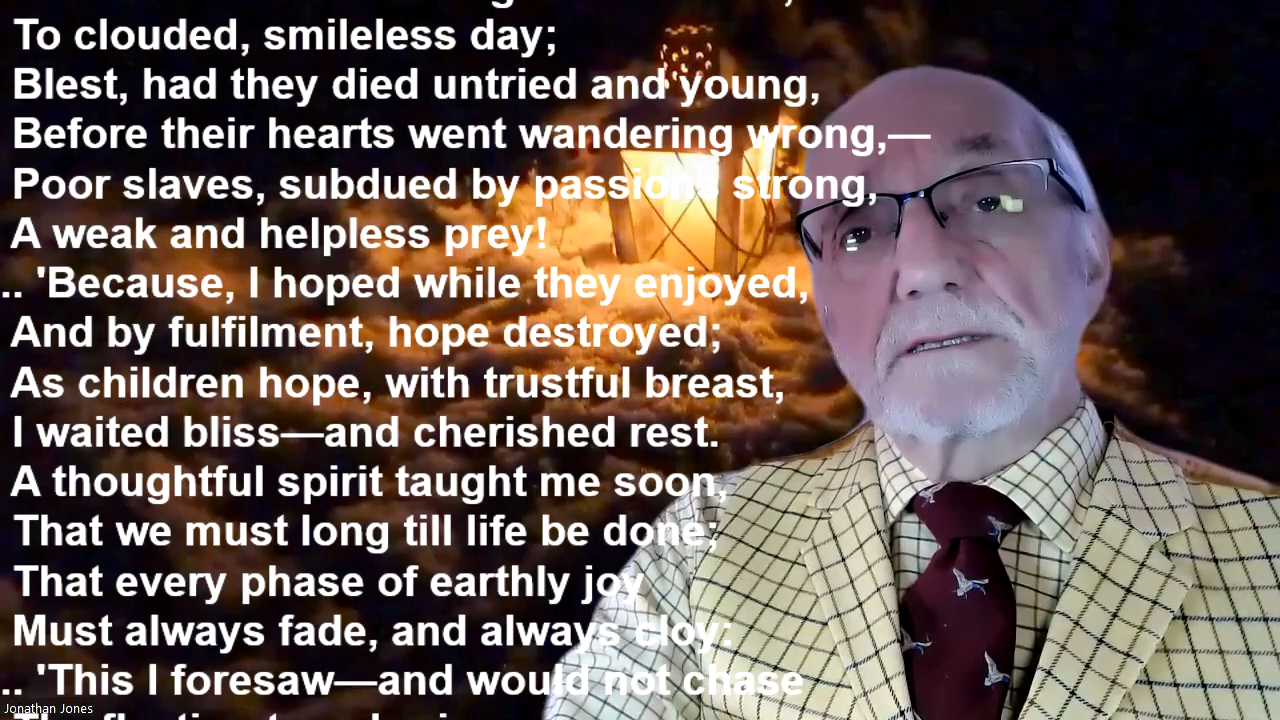 To clouded, smileless day;
Blest, had they died untried and young,
Before their hearts went wandering wrong,—
Poor slaves, subdued by passions strong,
A weak and helpless prey!
.. 'Because, I hoped while they enjoyed,
And by fulfilment, hope destroyed;
As children hope, with trustful breast,
I waited bliss—and cherished rest.
A thoughtful spirit taught me soon,
That we must long till life be done;
That every phase of earthly joy
Must always fade, and always cloy:
.. 'This I foresaw—and would not chase
Jonathan Jones